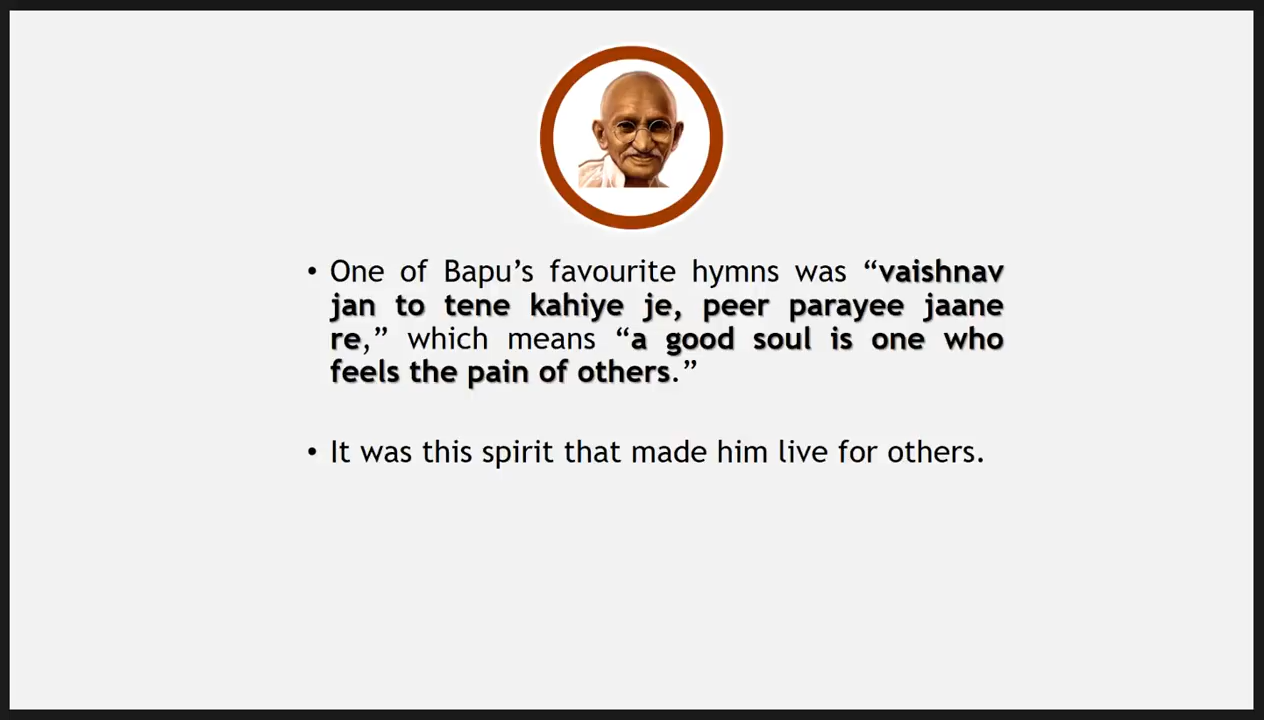 • One of Bapu’s favourite hymns was “vaishnav
jan to tene kahiye je, peer parayee jaane
re,” which means “a good soul is one who
feels the pain of others.”
• It was this spirit that made him live for others.